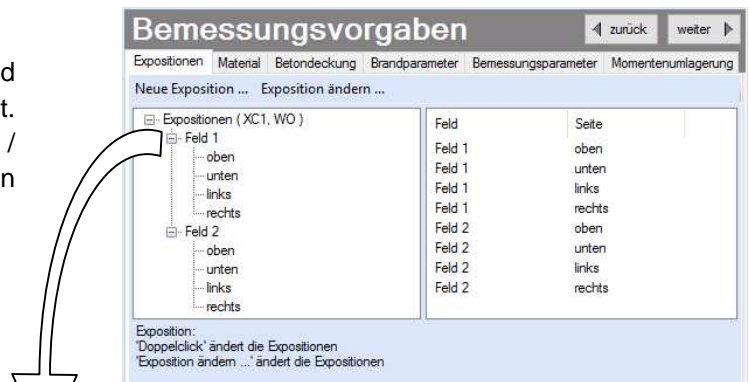 d
t.
/
n
Bemessungsvorgaben
zurück weiter
Expositionen Material Betondeckung Brandparameter Bemessungsparameter Momentenumlagerung
Neue Exposition ... Exposition ändern ...
Expositionen ( XC1, WO )
Feld 1
oben
unten
links
rechts
Feld 2
oben
unten
links
rechts
Feld Seite
Feld 1 oben
Feld 1 unten
Feld 1 links
Feld 1 rechts
Feld 2 oben
Feld 2 unten
Feld 2 links
Feld 2 rechts
Exposition:
'Doppelclick' ändert die Expositionen
'Exposition ändern ...' ändert die Expositionen